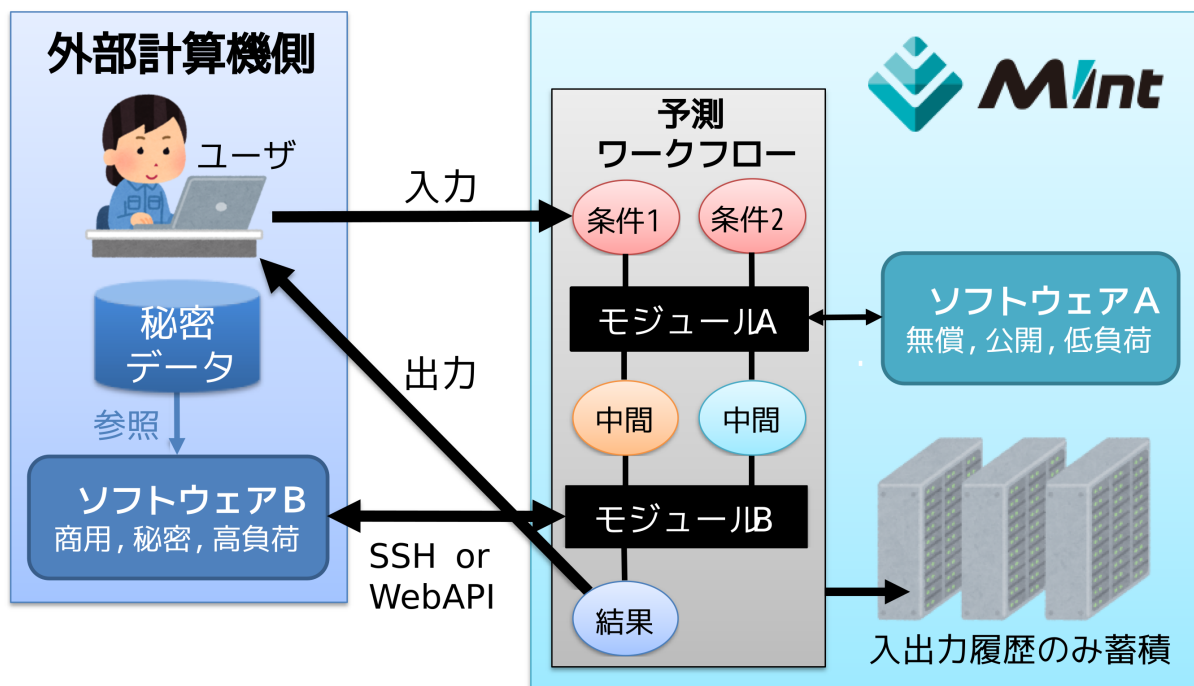 外部計算機側
ユーザ
秘密
データ
参照
ソフトウェアB
商用,秘密,高負荷
入力
出力
SSH or
WebAPI
MInt
予測
ワークフロー
条件1
条件2
モジュールA
中間
中間
モジュールB
結果
ソフトウェアA
無償,公開,低負荷
入出力履歴のみ蓄積